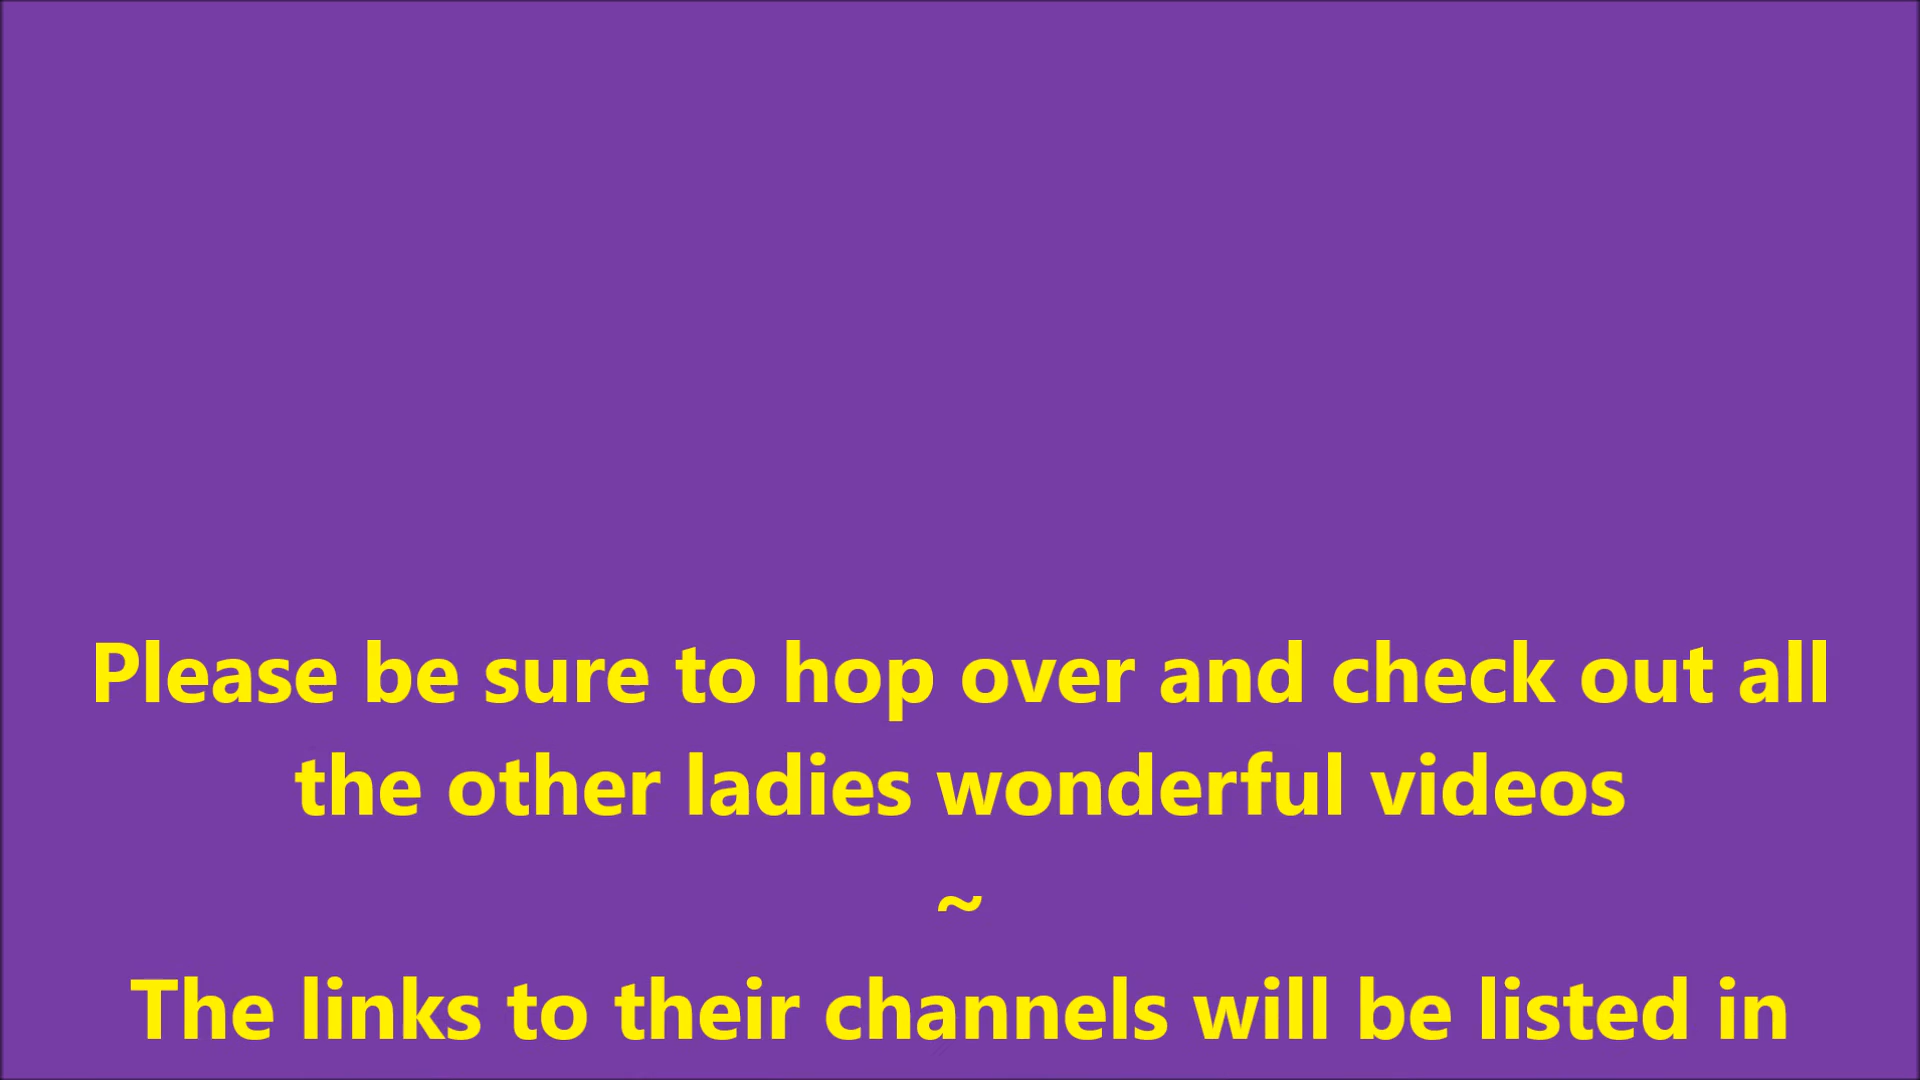 Please be sure to hop over and check out all
the other ladies wonderful videos
~
The links to their channels will be listed in